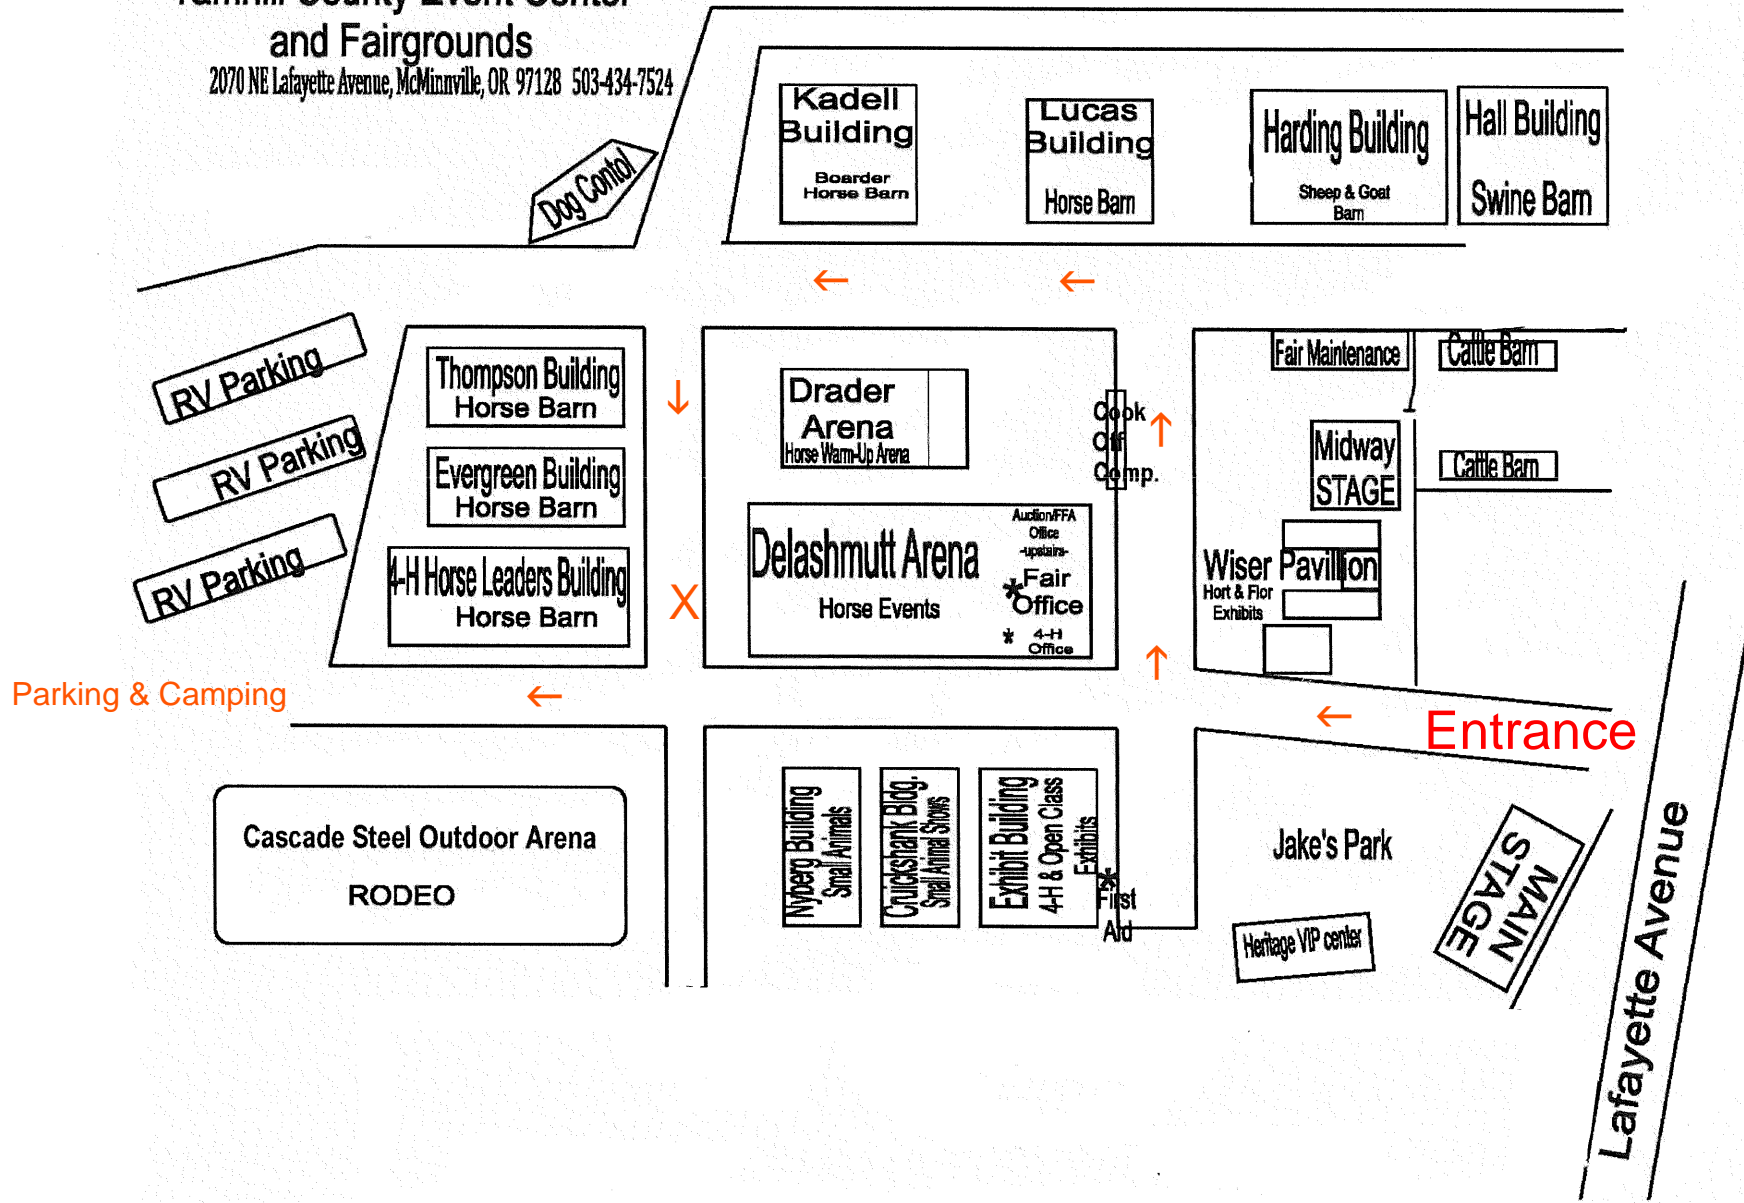 Yamhill County Event Center
and Fairgrounds
2070 NE Lafayette Avenue, McMinnville, OR 97128 503-434-7524
Dog Contol
Kadell
Building
Boarder
Horse Barn
Lucas
Building
Horse Barn
Harding Building
Sheep & Goat
Barn
Hall Building
Swine Barn
RV Parking
RV Parking
RV Parking
Thompson Building
Horse Barn
Evergreen Building
Horse Barn
4-H Horse Leaders Building
Horse Barn
X
Drader
Arena
Horse Warm-Up Arena
Cook
Off
Comp.
Delashmutt Arena
Horse Events
Auction/FFA
Office
-upstairs-
*Fair
Office
* 4-H
Office
Fair Maintenance
Cattle Barn
Midway
STAGE
Cattle Barn
Wiser Pavillion
Hort & Flor
Exhibits
Parking & Camping
Entrance
Cascade Steel Outdoor Arena
RODEO
Nyberg Building
Small Animals
Cruickshank Bldg.
Small Animal Shows
Exhibit Building
4-H & Open Class
Exhibits
*
First
Aid
Jake's Park
Heritage VIP center
MAIN
STAGE
Lafayette Avenue